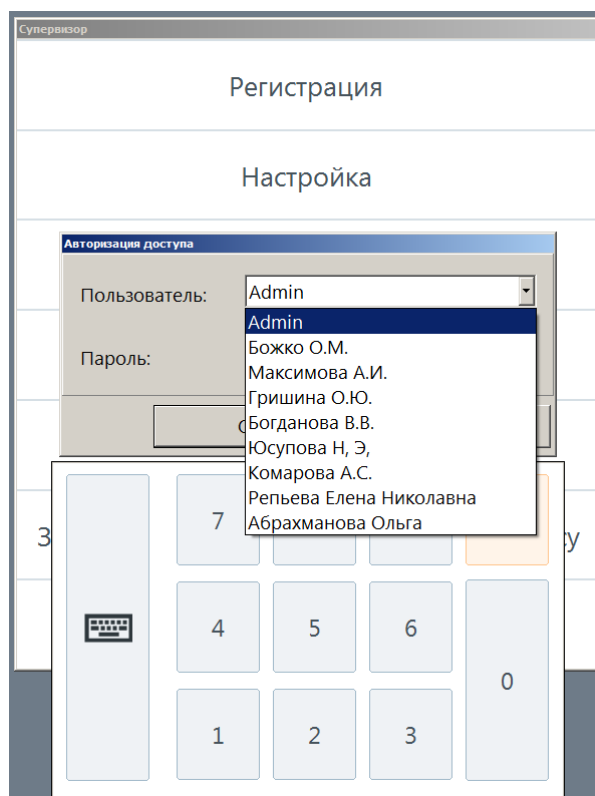 Супервизор
Регистрация
Настройка
Авторизация доступа
Пользователь:
Admin
Admin
Божко О.М.
Максимова А.И.
Пароль:
Гришина О.Ю.
Богданова В.В.
Юсупова Н, Э,
Комарова А.С.
Репьева Елена Николавна
Абрахманова Ольга
7
4
5
6
0
1
2
3